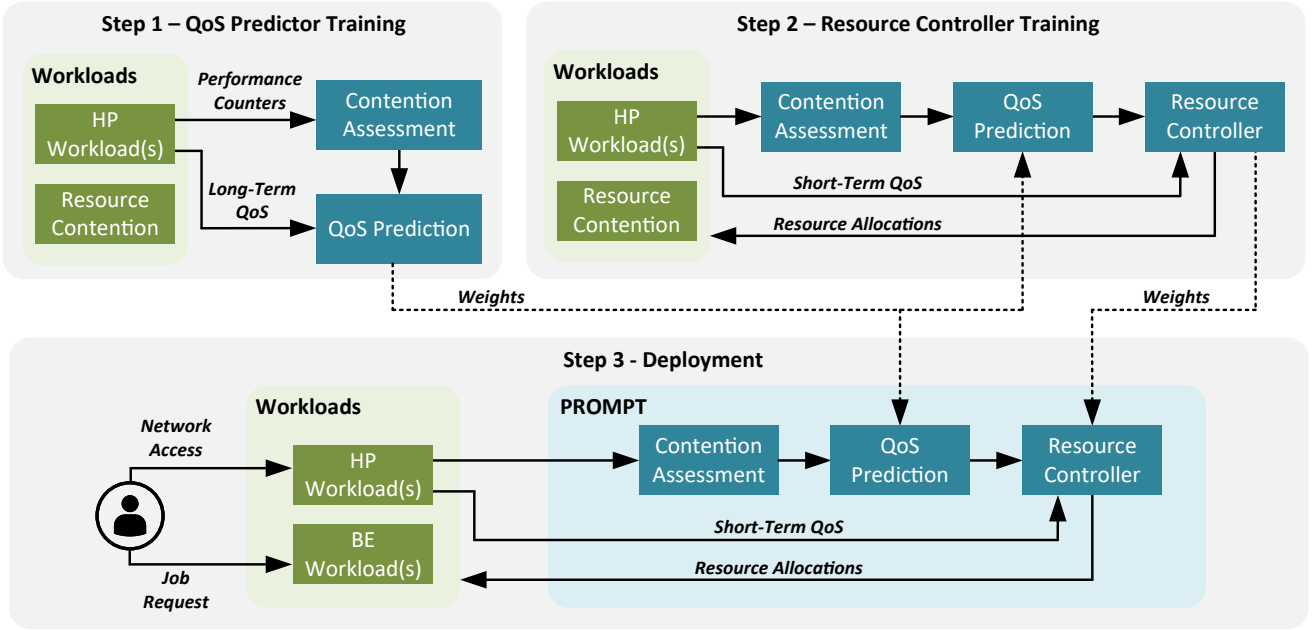 Step 1 – QoS Predictor Training
Workloads
HP
Workload(s)
Resource
Contention
Performance
Counters
Long-Term
QoS
Contention
Assessment
QoS Prediction
Weights
Step 2 – Resource Controller Training
Workloads
HP
Workload(s)
Resource
Contention
Contention
Assessment
QoS
Prediction
Resource
Controller
Short-Term QoS
Resource Allocations
Weights
Step 3 - Deployment
Network
Access
Job
Request
Workloads
HP
Workload(s)
BE
Workload(s)
PROMPT
Contention
Assessment
QoS
Prediction
Resource
Controller
Short-Term QoS
Resource Allocations